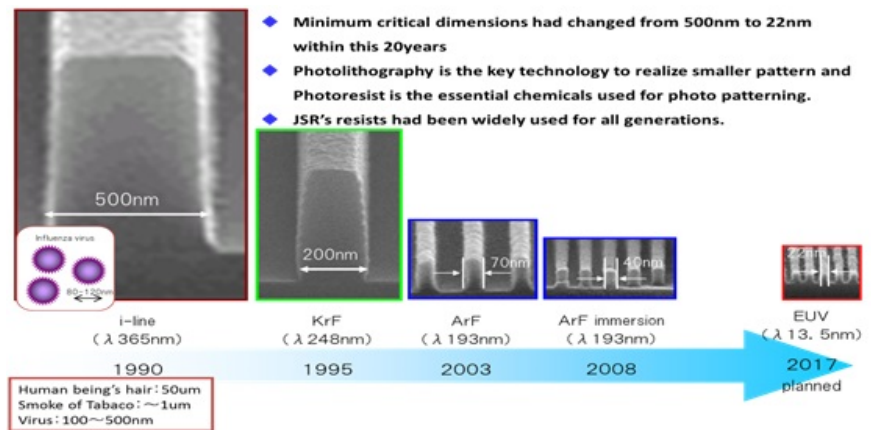 Minimum critical dimensions had changed from 500nm to 22nm
within this 20years
Photolithography is the key technology to realize smaller pattern and
Photoresist is the essential chemicals used for photo patterning.
JSR's resists had been widely used for all generations.
500nm
200nm
70nm
40nm
22nm
Influenza virus
80-120nm
i-line
(λ365nm)
KrF
(λ248nm)
ArF
(λ193nm)
ArF immersion
(λ193nm)
EUV
(λ13.5nm)
1990
1995
2003
2008
2017
planned
Human being's hair:50um
Smoke of Tabaco:～1um
Virus:100～500nm